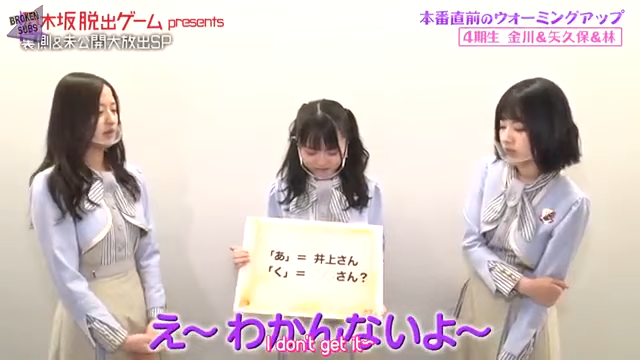 BROKEN SUBS
木坂脱出ゲーム presents
裏側&未公開大放出SP
本番直前のウォーミングアップ
4期生 金川&矢久保&林
「あ」= 井上さん
「く」= さん?
え〜わかんないよ〜
I don't get it~